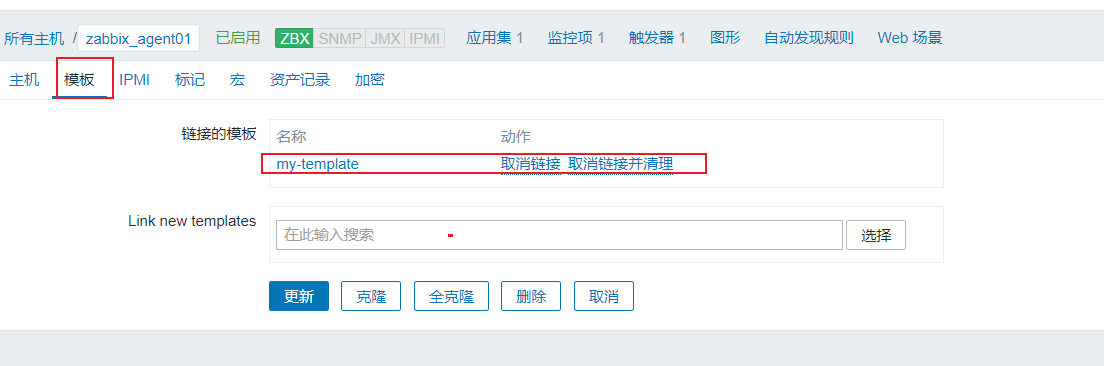 所有主机 / zabbix_agent01 已启用 ZBX SNMP JMX IPMI 应用集 1 监控项 1 触发器 1 图形 自动发现规则 Web 场景
主机 模板 IPMI 标记 宏 资产记录 加密
链接的模板 名称 动作
my-template 取消链接 取消链接并清理
Link new templates 在此输入搜索 选择
更新 克隆 全克隆 删除 取消